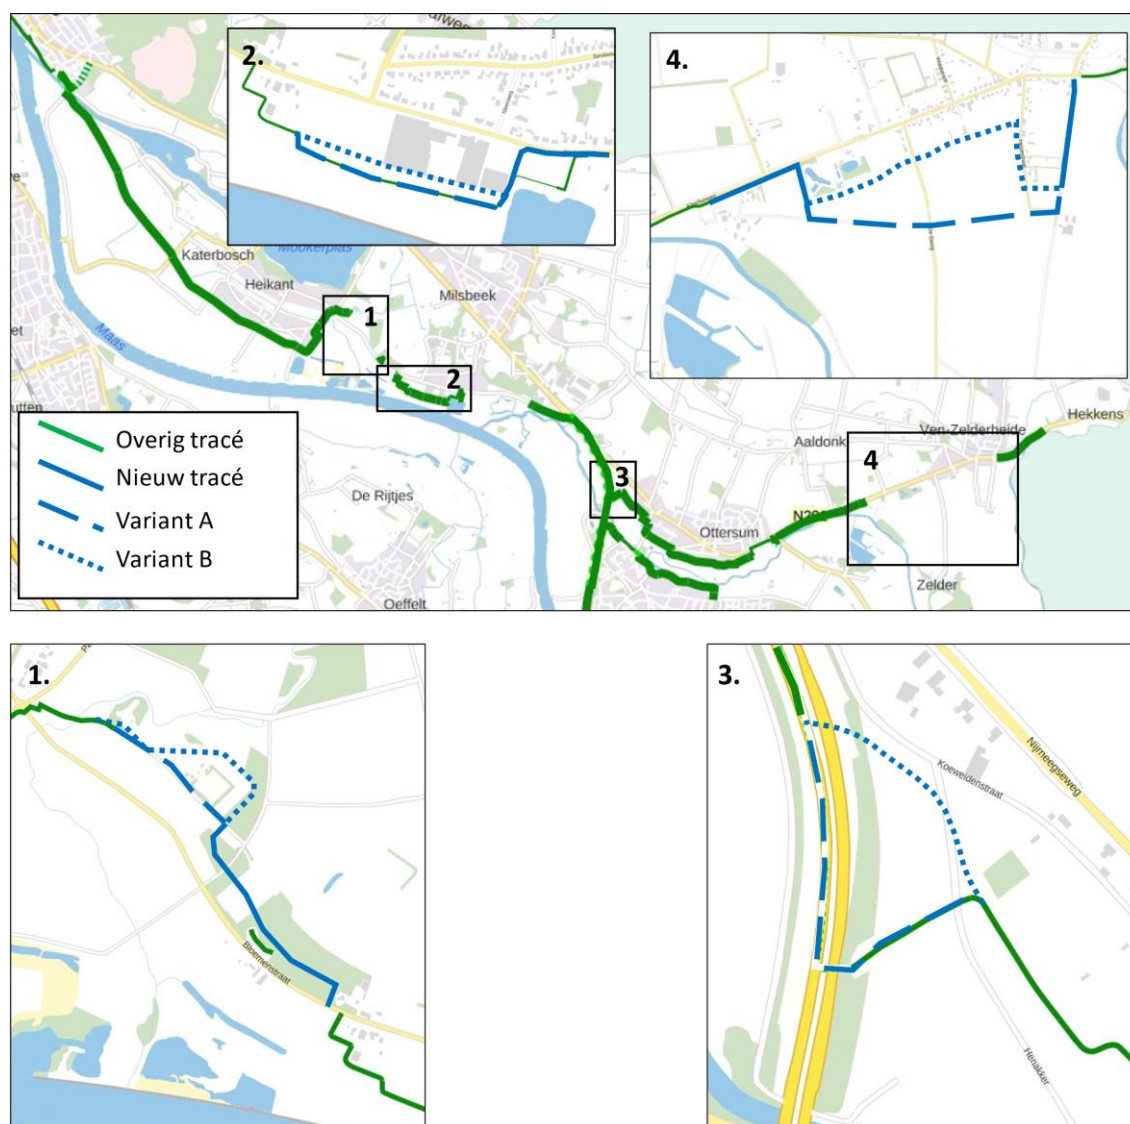 2.
4.
Katerbosch
Mookerplas
Heikant
Milsbeek
1
2
Maas
Hekkens
Ven-Zelderheide
Aaldonk
4
3
De Rijtjes
Ottersum
Oeffelt
Zelder
Overig tracé
Nieuw tracé
Variant A
Variant B
1.
Bloemenstraat
3.
Nijmeegseweg
Koeweidenstraat
Henakker